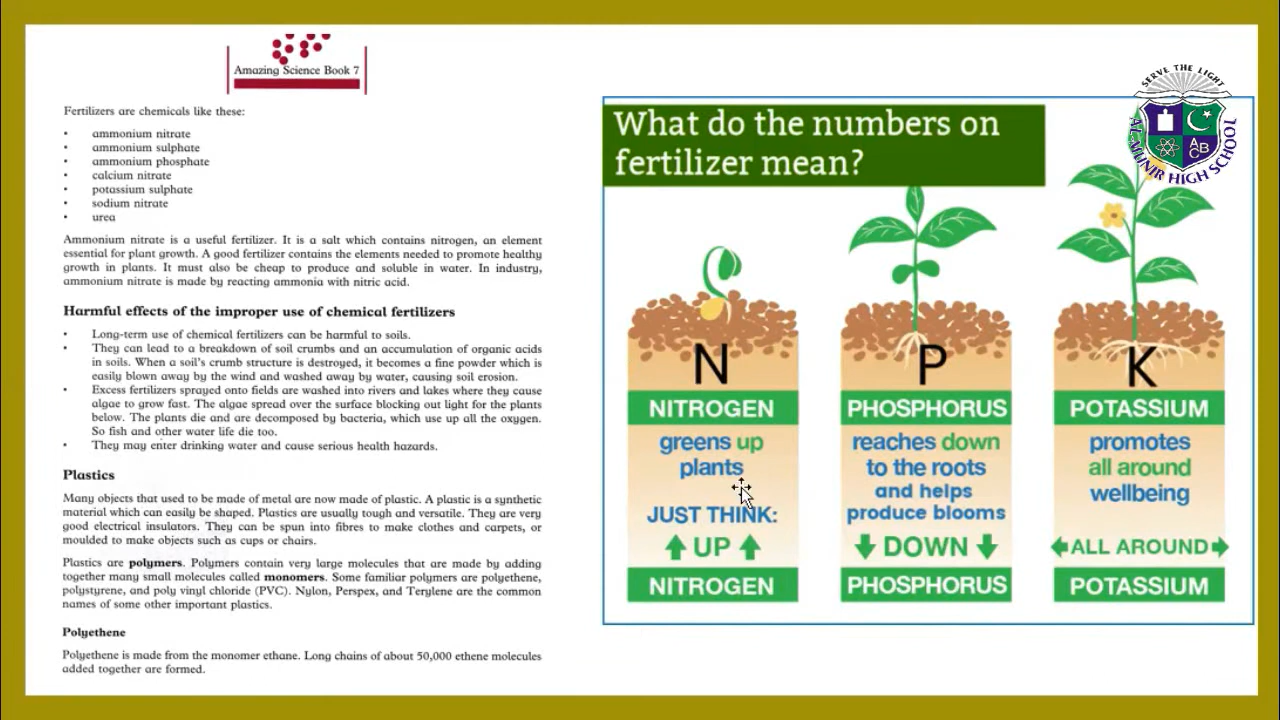 Amazing Science Book 7
Fertilizers are chemicals like these:
• ammonium nitrate
• ammonium sulphate
• ammonium phosphate
• calcium nitrate
• potassium sulphate
• sodium nitrate
• urea
Ammonium nitrate is a useful fertilizer. It is a salt which contains nitrogen, an element
essential for plant growth. A good fertilizer contains the elements needed to promote healthy
growth in plants. It must also be cheap to produce and soluble in water. In industry,
ammonium nitrate is made by reacting ammonia with nitric acid.
Harmful effects of the improper use of chemical fertilizers
• Long-term use of chemical fertilizers can be harmful to soils.
• They can lead to a breakdown of soil crumbs and an accumulation of organic acids
in soils. When a soil's crumb structure is destroyed, it becomes a fine powder which is
easily blown away by the wind and washed away by water, causing soil erosion.
• Excess fertilizers sprayed onto fields are washed into rivers and lakes where they cause
algae to grow fast. The algae spread over the surface blocking out light for the plants
below. The plants die and are decomposed by bacteria, which use up all the oxygen.
So fish and other water life die too.
• They may enter drinking water and cause serious health hazards.
Plastics
Many objects that used to be made of metal are now made of plastic. A plastic is a synthetic
material which can easily be shaped. Plastics are usually tough and versatile. They are very
good electrical insulators. They can be spun into fibres to make clothes and carpets, or
moulded to make objects such as cups or chairs.
Plastics are polymers. Polymers contain very large molecules that are made by adding
together many small molecules called monomers. Some familiar polymers are polyethene,
polystyrene, and poly vinyl chloride (PVC). Nylon, Perspex, and Terylene are the common
names of some other important plastics.
Polyethene
Polyethene is made from the monomer ethane. Long chains of about 50,000 ethene molecules
added together are formed.
What do the numbers on
fertilizer mean?
N
NITROGEN
greens up
plants
JUST THINK:
UP
NITROGEN
P
PHOSPHORUS
reaches down
to the roots
and helps
produce blooms
DOWN
PHOSPHORUS
K
POTASSIUM
promotes
all around
wellbeing
ALL AROUND
POTASSIUM
SERVE THE LIGHT
A
BC
AL-MUNIR HIGH SCHOOL